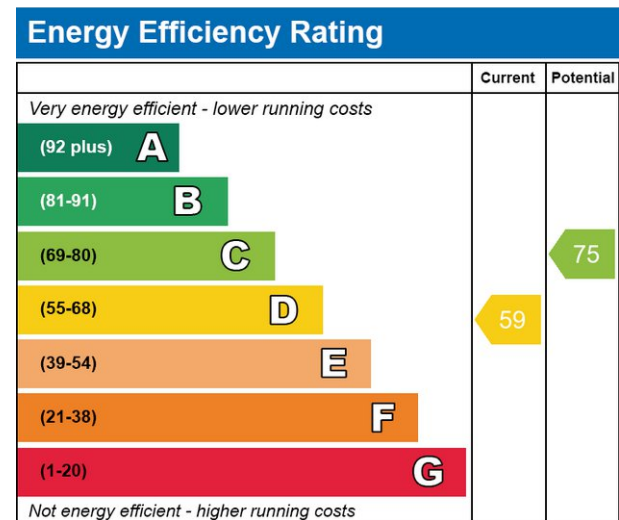 Energy Efficiency Rating
Current Potential
Very energy efficient - lower running costs
(92 plus) A
(81-91) B
(69-80) C 75
(55-68) D 59
(39-54) E
(21-38) F
(1-20) G
Not energy efficient - higher running costs